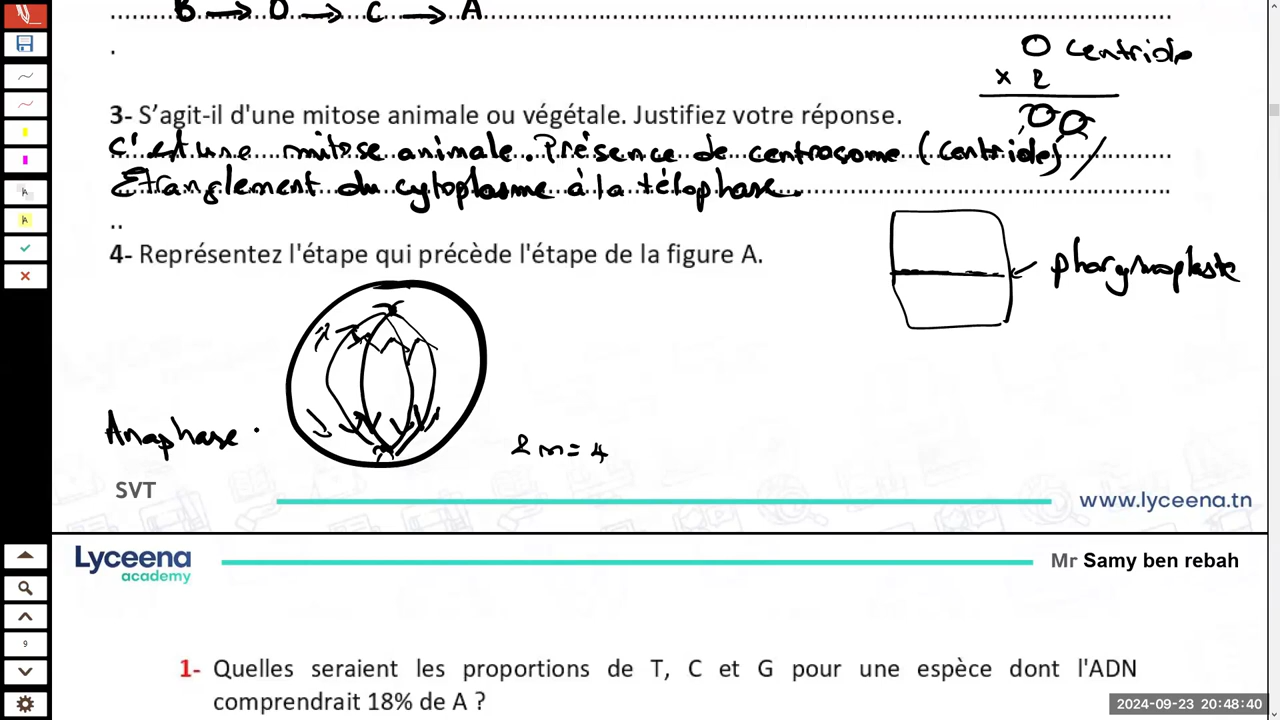 B → D → C → A
.
O centriole
x 2
3- S'agit-il d'une mitose animale ou végétale. Justifiez votre réponse.
C'est une mitose animale. Présence de centrosome (centriole) /
Etranglement du cytoplasme à la télophase.
..
4- Représentez l'étape qui précède l'étape de la figure A.
phragmoplaste
Anaphase.
2n=4
SVT
www.lyceena.tn
Lyceena
academy
Mr Samy ben rebah
9
1- Quelles seraient les proportions de T, C et G pour une espèce dont l'ADN
comprendrait 18% de A ?
2024-09-23 20:48:40